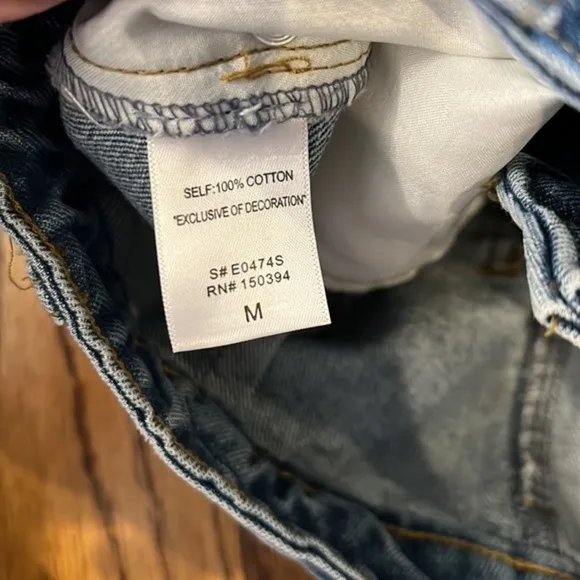 SELF:100% COTTON
"EXCLUSIVE OF DECORATION"
S# E0474S
RN# 150394
M